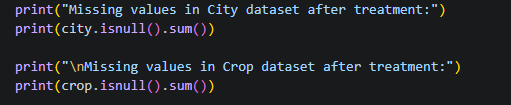 print("Missing values in City dataset after treatment:")
print(city.isnull().sum())
print("\nMissing values in Crop dataset after treatment:")
print(crop.isnull().sum())